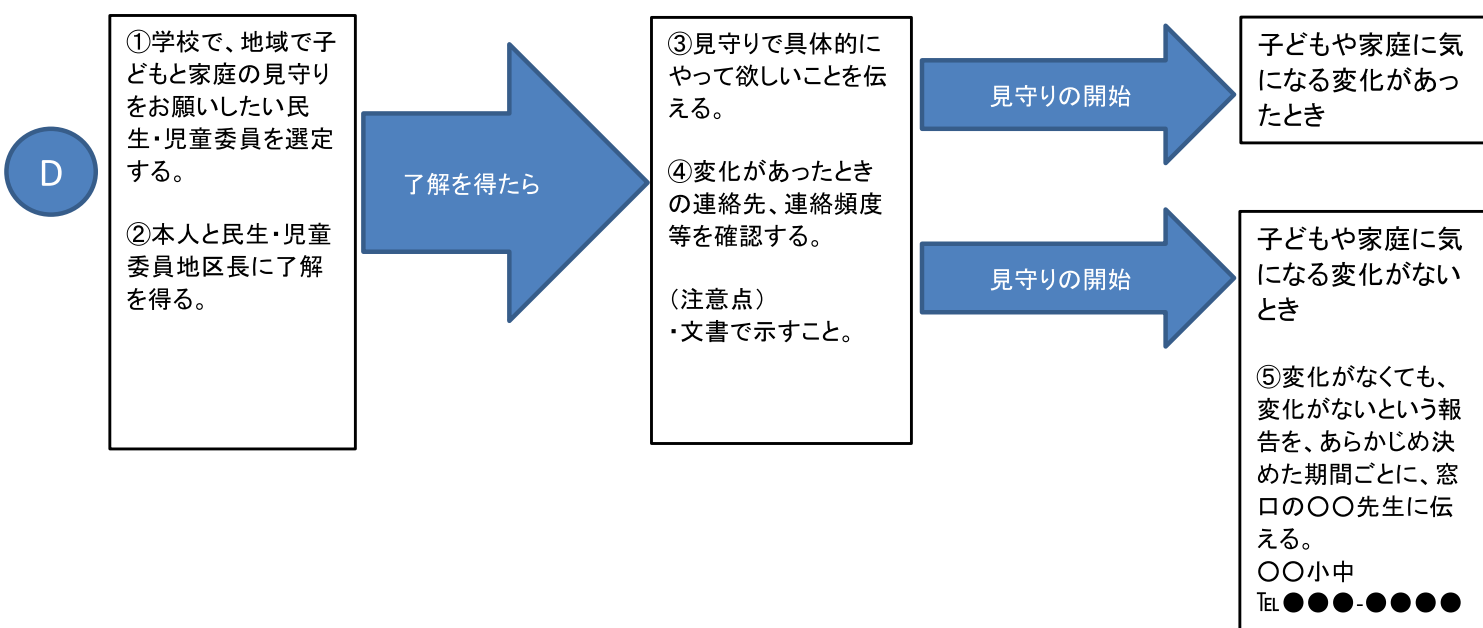 D
①学校で、地域で子
どもと家庭の見守り
をお願いしたい民
生・児童委員を選定
する。
②本人と民生・児童
委員地区長に了解
を得る。
了解を得たら
③見守りで具体的に
やって欲しいことを伝
える。
④変化があったとき
の連絡先、連絡頻度
等を確認する。
(注意点)
・文書で示すこと。
見守りの開始
子どもや家庭に気
になる変化があっ
たとき
見守りの開始
子どもや家庭に気
になる変化がない
とき
⑤変化がなくても、
変化がないという報
告を、あらかじめ決
めた期間ごとに、窓
口の〇〇先生に伝
える。
〇〇小中
℡●●●-●●●●